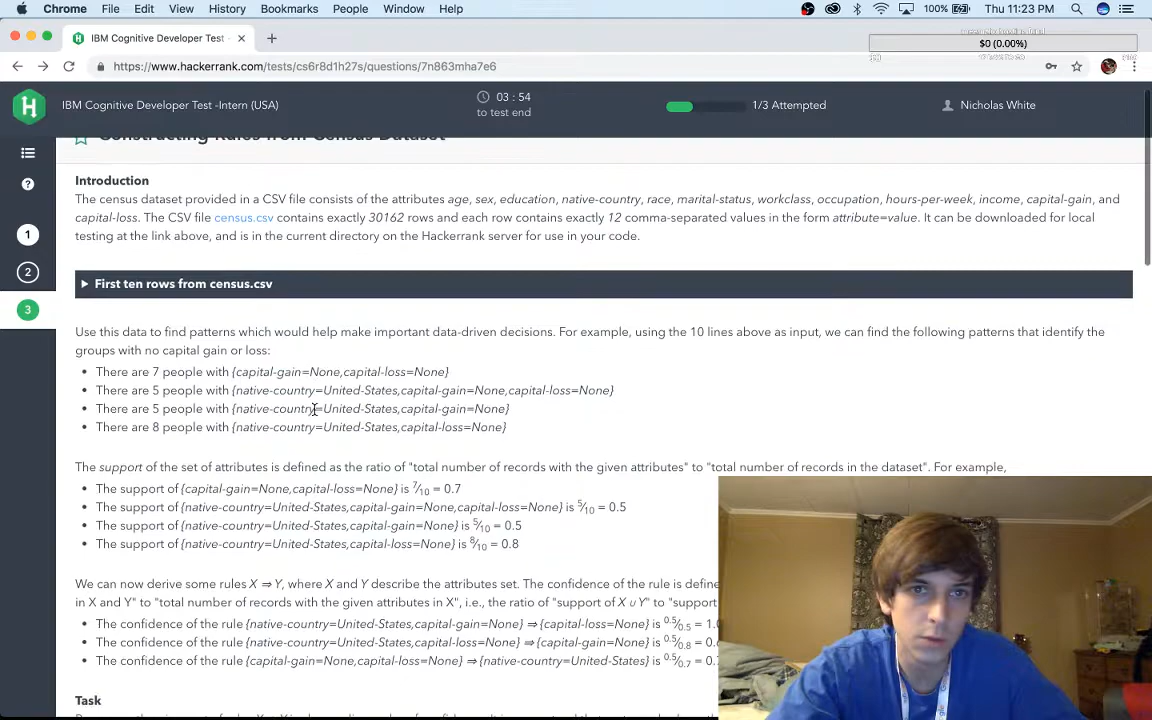 Chrome File Edit View History Bookmarks People Window Help 100% Thu 11:23 PM
IBM Cognitive Developer Test -
$0 (0.00%)
https://www.hackerrank.com/tests/cs6r8d1h27s/questions/7n863mha7e6
IBM Cognitive Developer Test -Intern (USA)
03 : 54
to test end
1/3 Attempted
Nicholas White
Constructing Rules from Census Dataset
Introduction
The census dataset provided in a CSV file consists of the attributes age, sex, education, native-country, race, marital-status, workclass, occupation, hours-per-week, income, capital-gain, and
capital-loss. The CSV file census.csv contains exactly 30162 rows and each row contains exactly 12 comma-separated values in the form attribute=value. It can be downloaded for local
testing at the link above, and is in the current directory on the Hackerrank server for use in your code.
1
2
3
First ten rows from census.csv
Use this data to find patterns which would help make important data-driven decisions. For example, using the 10 lines above as input, we can find the following patterns that identify the
groups with no capital gain or loss:
• There are 7 people with {capital-gain=None,capital-loss=None}
• There are 5 people with {native-country=United-States,capital-gain=None,capital-loss=None}
• There are 5 people with {native-country=United-States,capital-gain=None}
• There are 8 people with {native-country=United-States,capital-loss=None}
The support of the set of attributes is defined as the ratio of "total number of records with the given attributes" to "total number of records in the dataset". For example,
• The support of {capital-gain=None,capital-loss=None} is 7/10 = 0.7
• The support of {native-country=United-States,capital-gain=None,capital-loss=None} is 5/10 = 0.5
• The support of {native-country=United-States,capital-gain=None} is 5/10 = 0.5
• The support of {native-country=United-States,capital-loss=None} is 8/10 = 0.8
We can now derive some rules X ⇒ Y, where X and Y describe the attributes set. The confidence of the rule is define
in X and Y" to "total number of records with the given attributes in X", i.e., the ratio of "support of X ∪ Y" to "support
• The confidence of the rule {native-country=United-States,capital-gain=None} ⇒ {capital-loss=None} is 0.5/0.5 = 1.0
• The confidence of the rule {native-country=United-States,capital-loss=None} ⇒ {capital-gain=None} is 0.5/0.8 = 0.6
• The confidence of the rule {capital-gain=None,capital-loss=None} ⇒ {native-country=United-States} is 0.5/0.7 = 0.7
Task